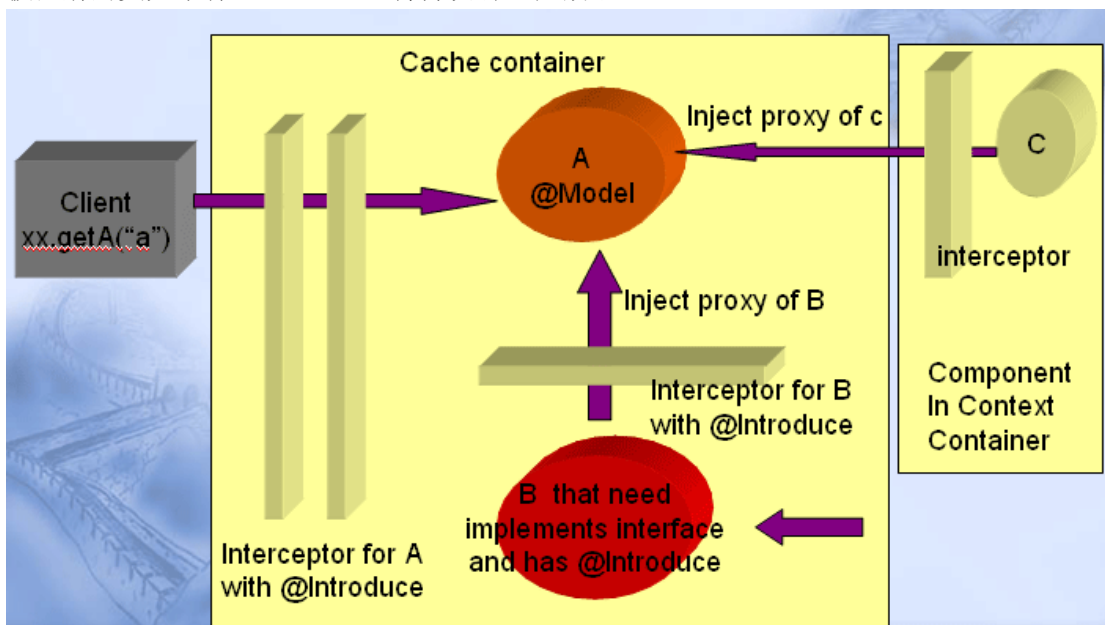 Cache container
Client
xx.getA("a")
A
@Model
Inject proxy of c
C
interceptor
Inject proxy of B
Interceptor for B
with @Introduce
Component
In Context
Container
B that need
implements interface
and has @Introduce
Interceptor for A
with @Introduce